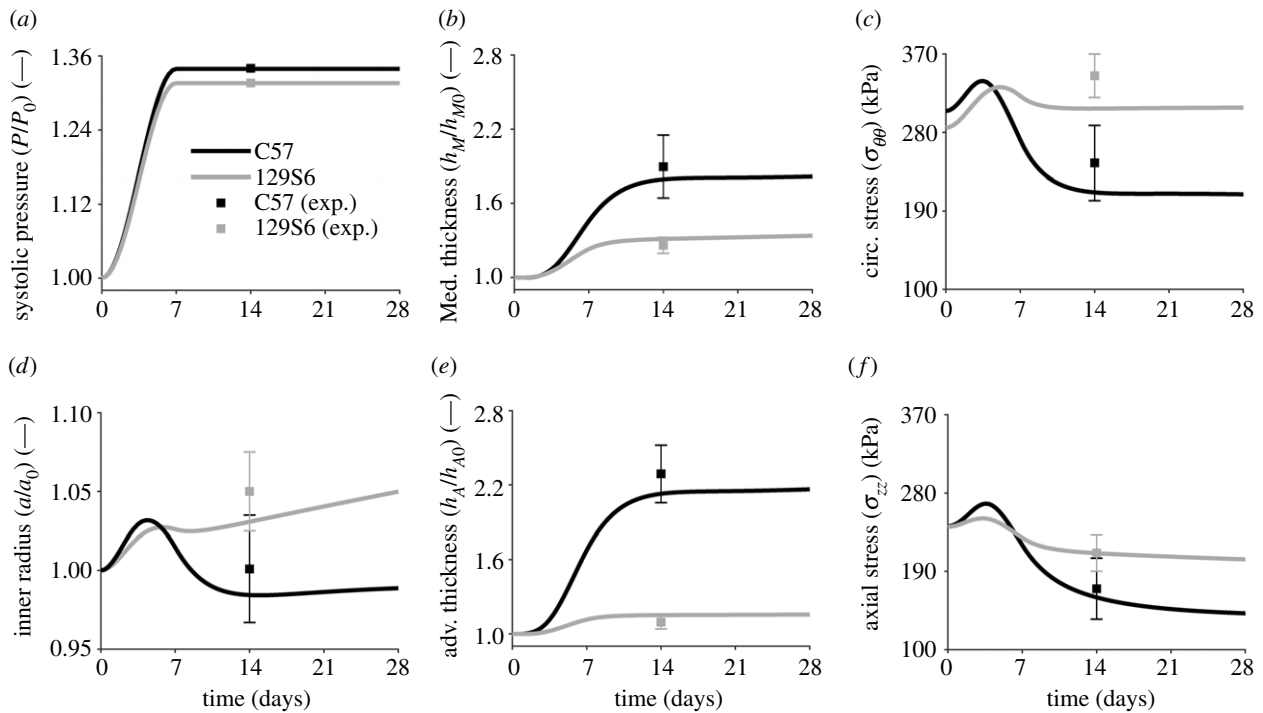 (a)
systolic pressure (P/P0) (—)
1.36
1.24
1.12
1.00
0 7 14 21 28
C57
129S6
C57 (exp.)
129S6 (exp.)
(b)
Med. thickness (hM/hM0) (—)
2.8
2.2
1.6
1.0
0 7 14 21 28
(c)
circ. stress (σθθ) (kPa)
370
280
190
100
0 7 14 21 28
(d)
inner radius (a/a0) (—)
1.10
1.05
1.00
0.95
0 7 14 21 28
time (days)
(e)
adv. thickness (hA/hA0) (—)
2.8
2.2
1.6
1.0
0 7 14 21 28
time (days)
(f)
axial stress (σzz) (kPa)
370
280
190
100
0 7 14 21 28
time (days)